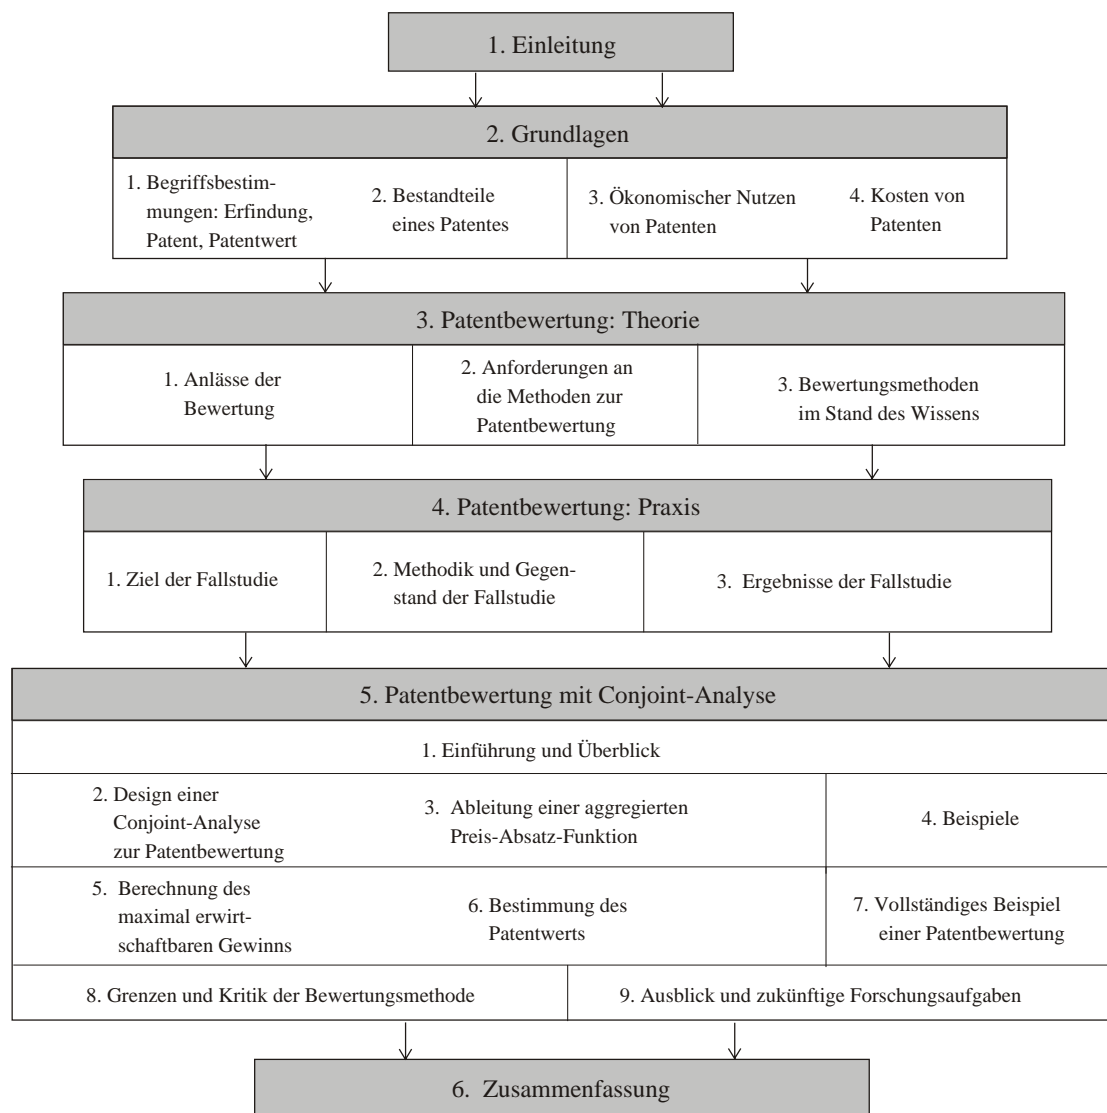 1. Einleitung
2. Grundlagen
1. Begriffsbestim-
mungen: Erfindung,
Patent, Patentwert
2. Bestandteile
eines Patentes
3. Ökonomischer Nutzen
von Patenten
4. Kosten von
Patenten
3. Patentbewertung: Theorie
1. Anlässe der
Bewertung
2. Anforderungen an
die Methoden zur
Patentbewertung
3. Bewertungsmethoden
im Stand des Wissens
4. Patentbewertung: Praxis
1. Ziel der Fallstudie
2. Methodik und Gegen-
stand der Fallstudie
3. Ergebnisse der Fallstudie
5. Patentbewertung mit Conjoint-Analyse
1. Einführung und Überblick
2. Design einer
Conjoint-Analyse
zur Patentbewertung
3. Ableitung einer aggregierten
Preis-Absatz-Funktion
4. Beispiele
5. Berechnung des
maximal erwirt-
schaftbaren Gewinns
6. Bestimmung des
Patentwerts
7. Vollständiges Beispiel
einer Patentbewertung
8. Grenzen und Kritik der Bewertungsmethode
9. Ausblick und zukünftige Forschungsaufgaben
6. Zusammenfassung